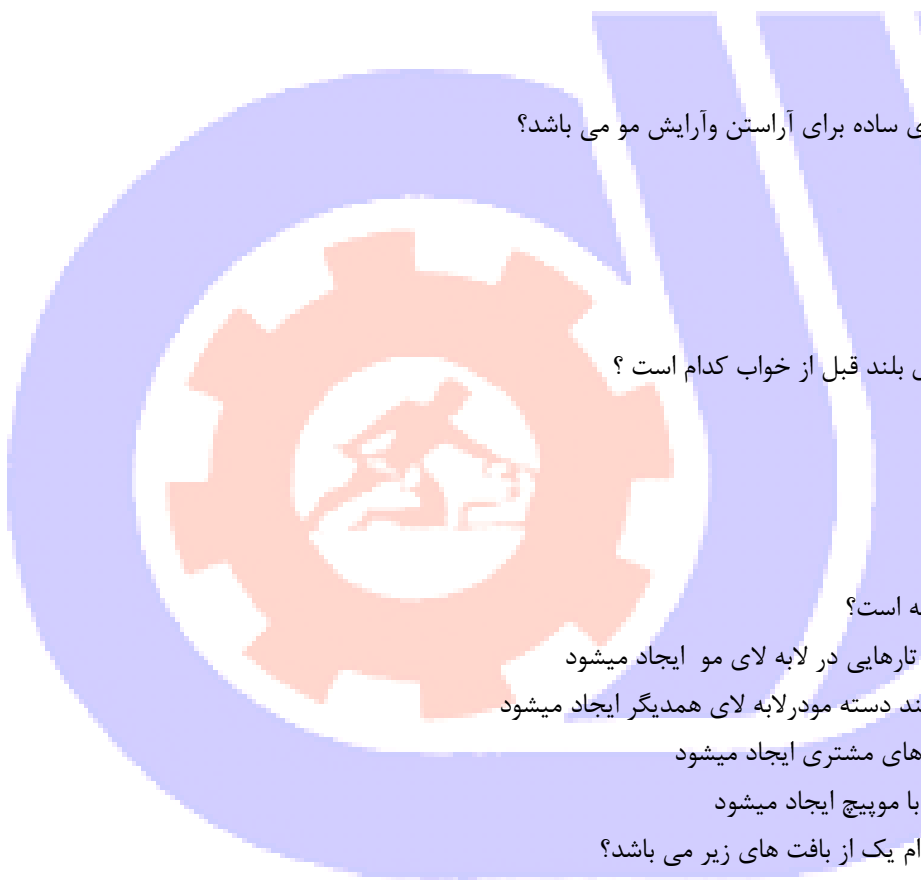 ساده برای آراستن وآرایش مو می باشد؟
بلند قبل از خواب کدام است ؟
است؟
تارهایی در لابه لای مو ایجاد میشود
دسته مودرلابه لای همدیگر ایجاد میشود
های مشتری ایجاد میشود
با موپیچ ایجاد میشود
یک از بافت های زیر می باشد؟